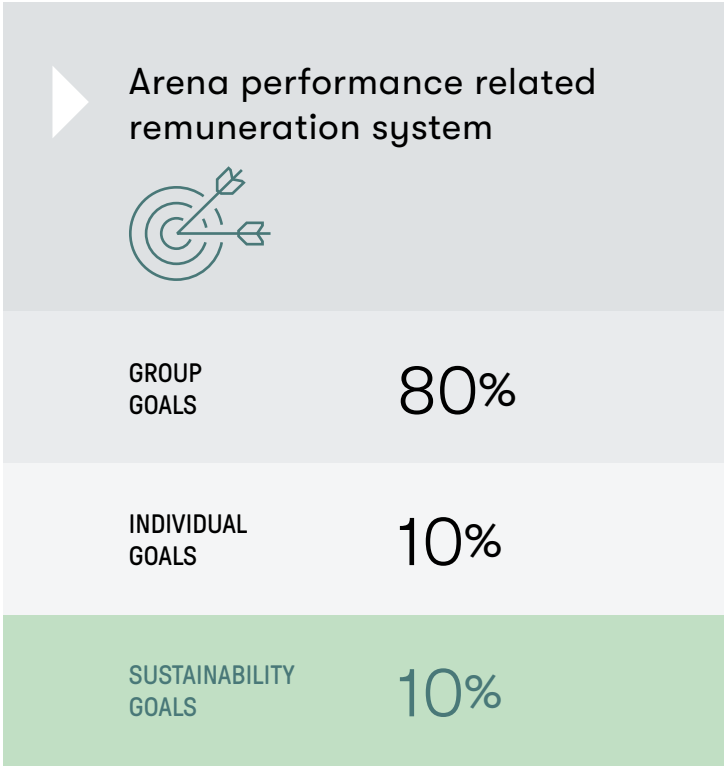 Arena performance related
remuneration system
GROUP
GOALS
80%
INDIVIDUAL
GOALS
10%
SUSTAINABILITY
GOALS
10%